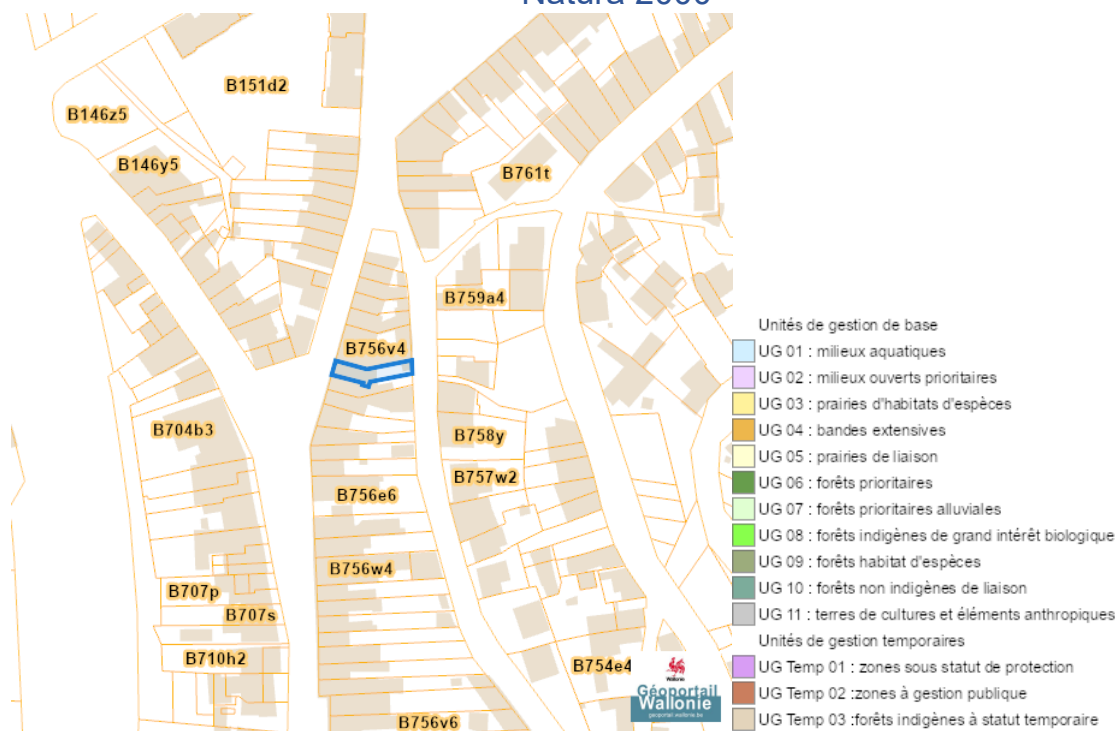 Natura 2000
B151d2
B146z5
B146y5
B761t
B759a4
B756v4
B704b3
B758y
B757w2
B756e6
B756w4
B707p
B707s
B710h2
B754e4
B756v6
Wallonie
Géoportail
Wallonie
geoportail.wallonie.be
Unités de gestion de base
UG 01 : milieux aquatiques
UG 02 : milieux ouverts prioritaires
UG 03 : prairies d'habitats d'espèces
UG 04 : bandes extensives
UG 05 : prairies de liaison
UG 06 : forêts prioritaires
UG 07 : forêts prioritaires alluviales
UG 08 : forêts indigènes de grand intérêt biologique
UG 09 : forêts habitat d'espèces
UG 10 : forêts non indigènes de liaison
UG 11 : terres de cultures et éléments anthropiques
Unités de gestion temporaires
UG Temp 01 : zones sous statut de protection
UG Temp 02 :zones à gestion publique
UG Temp 03 :forêts indigènes à statut temporaire